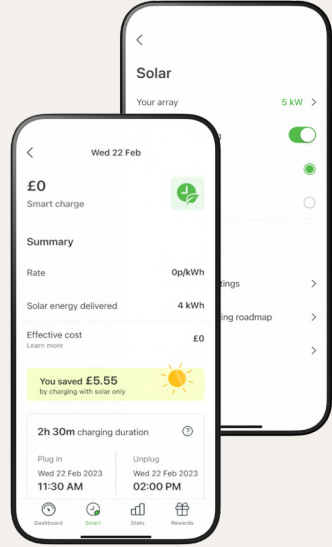 Solar
Your array 5 kW
tings
ing roadmap
Wed 22 Feb
£0
Smart charge
Summary
Rate 0p/kWh
Solar energy delivered 4 kWh
Effective cost £0
Learn more
You saved £5.55
by charging with solar only
2h 30m charging duration
Plug in Unplug
Wed 22 Feb 2023 Wed 22 Feb 2023
11:30 AM 02:00 PM
Dashboard Smart Stats Rewards